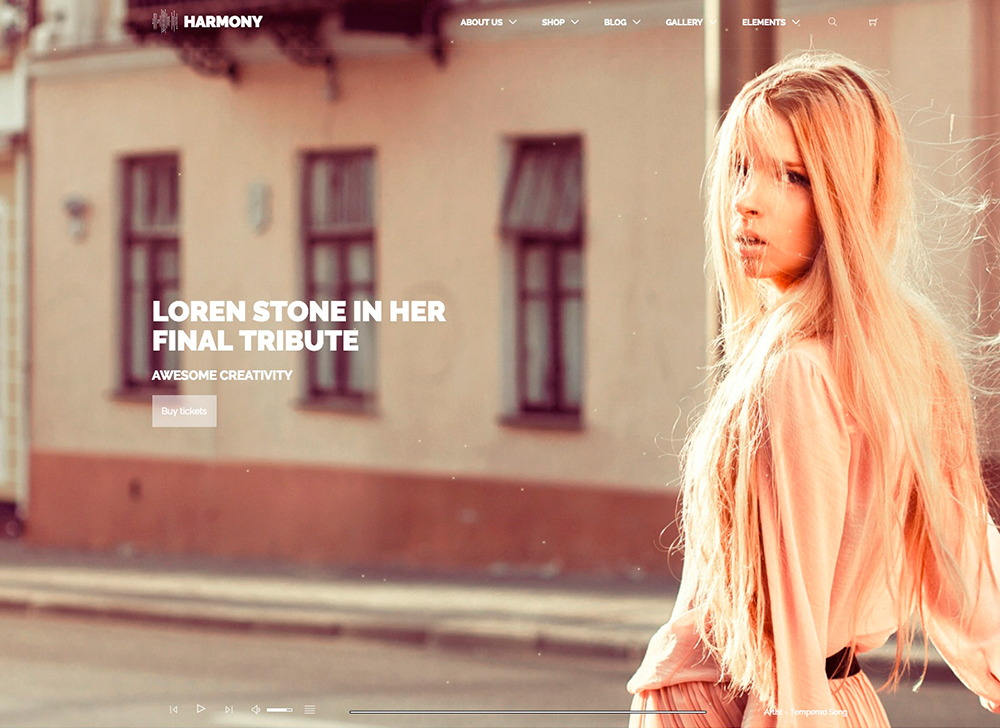 HARMONY
ABOUT US SHOP BLOG GALLERY ELEMENTS
LOREN STONE IN HER
FINAL TRIBUTE
AWESOME CREATIVITY
Buy tickets
Artist - Tempered Song